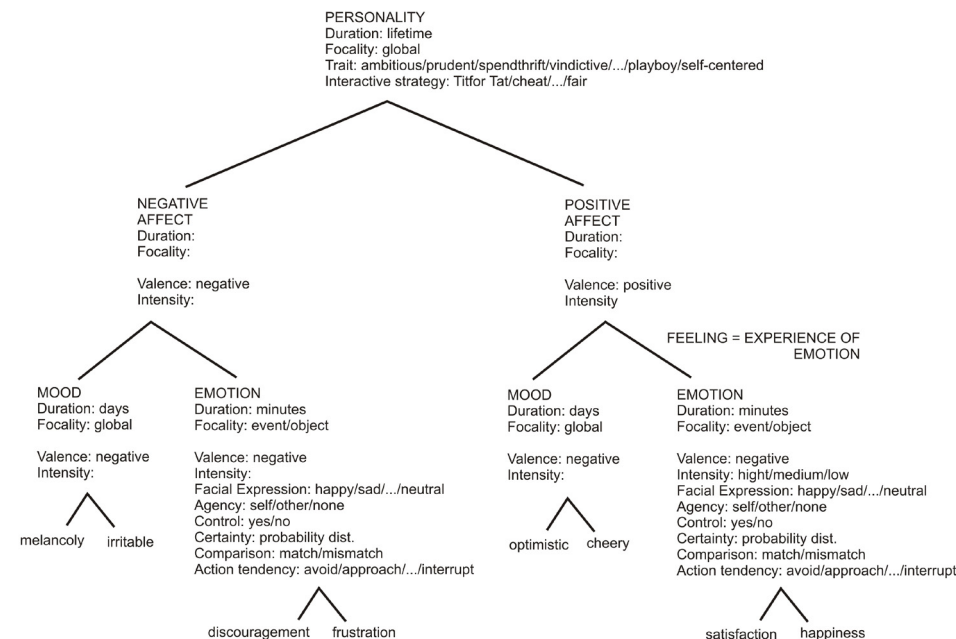 PERSONALITY
Duration: lifetime
Focality: global
Trait: ambitious/prudent/spendthrift/vindictive/.../playboy/self-centered
Interactive strategy: Titfor Tat/cheat/.../fair
NEGATIVE
AFFECT
Duration:
Focality:
Valence: negative
Intensity:
POSITIVE
AFFECT
Duration:
Focality:
Valence: positive
Intensity
FEELING = EXPERIENCE OF
EMOTION
MOOD
Duration: days
Focality: global
Valence: negative
Intensity:
melancoly
irritable
EMOTION
Duration: minutes
Focality: event/object
Valence: negative
Intensity:
Facial Expression: happy/sad/.../neutral
Agency: self/other/none
Control: yes/no
Certainty: probability dist.
Comparison: match/mismatch
Action tendency: avoid/approach/.../interrupt
discouragement
frustration
MOOD
Duration: days
Focality: global
Valence: negative
Intensity:
optimistic
cheery
EMOTION
Duration: minutes
Focality: event/object
Valence: negative
Intensity: hight/medium/low
Facial Expression: happy/sad/.../neutral
Agency: self/other/none
Control: yes/no
Certainty: probability dist.
Comparison: match/mismatch
Action tendency: avoid/approach/.../interrupt
satisfaction
happiness